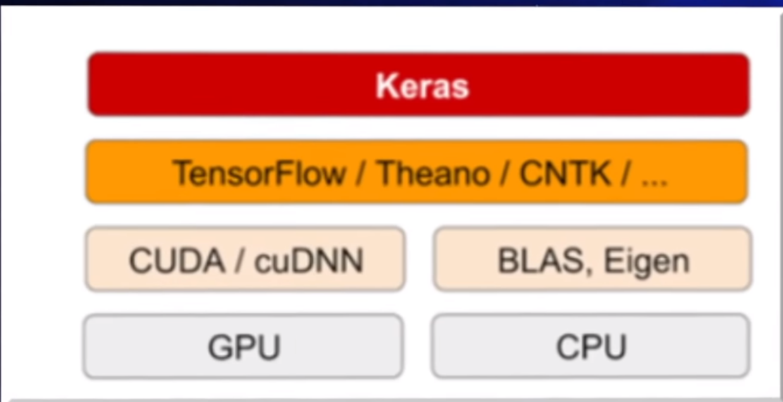 Keras
TensorFlow / Theano / CNTK / ...
CUDA / cuDNN
BLAS, Eigen
GPU
CPU